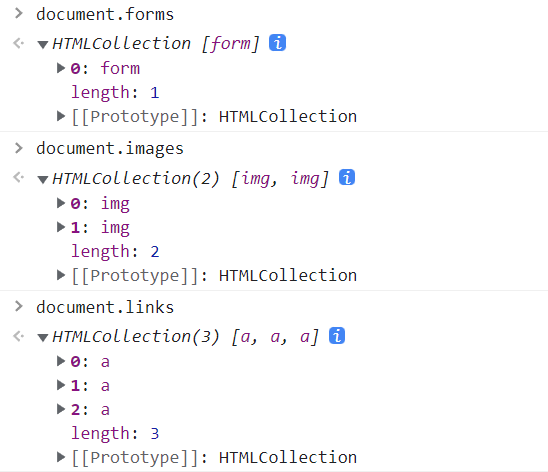 document.forms
HTMLCollection [form] i
0: form
length: 1
[[Prototype]]: HTMLCollection
document.images
HTMLCollection(2) [img, img] i
0: img
1: img
length: 2
[[Prototype]]: HTMLCollection
document.links
HTMLCollection(3) [a, a, a] i
0: a
1: a
2: a
length: 3
[[Prototype]]: HTMLCollection